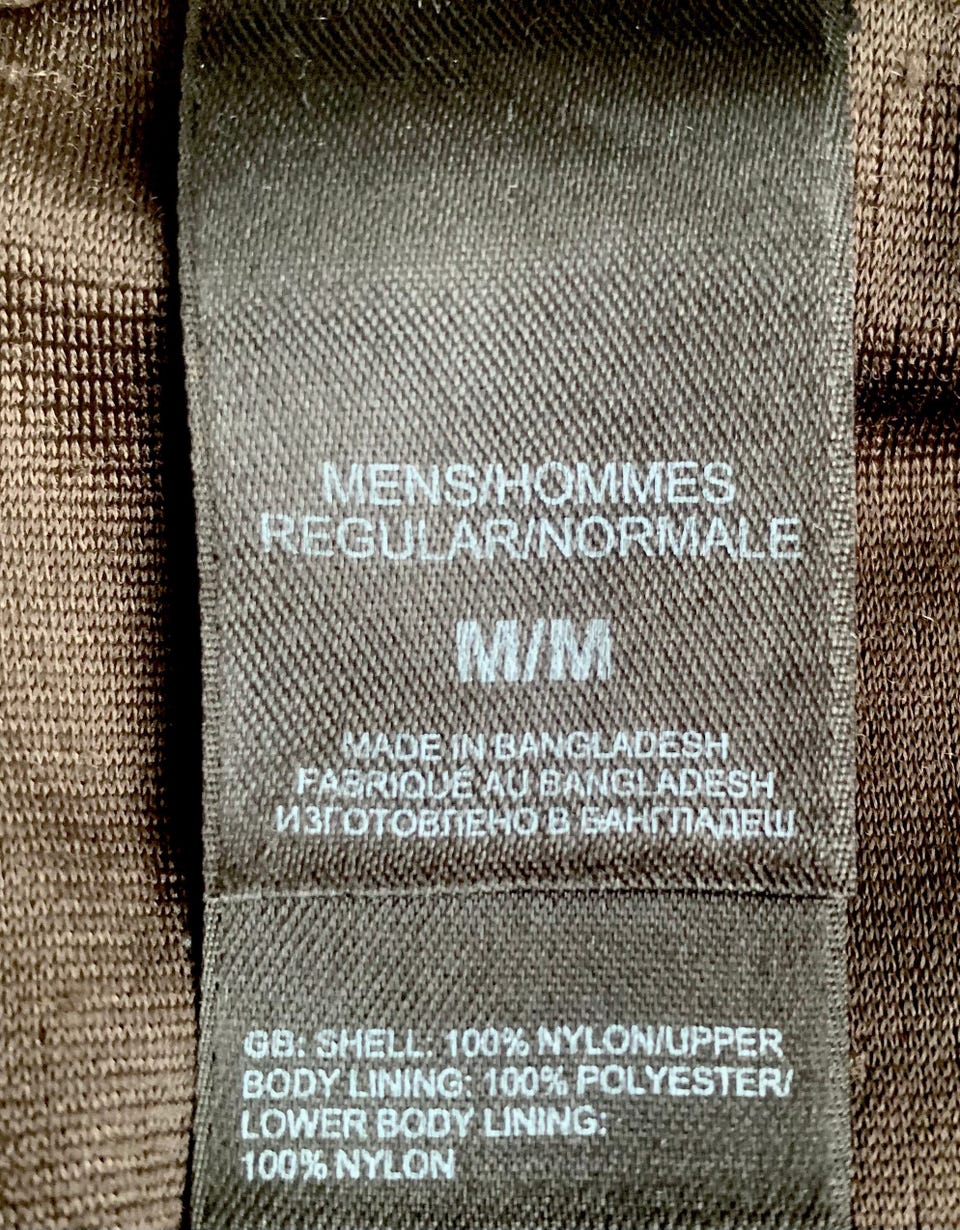 MENS/HOMMES
REGULAR/NORMALE
M/M
MADE IN BANGLADESH
FABRIQUÉ AU BANGLADESH
ИЗГОТОВЛЕНО В БАНГЛАДЕШ
GB: SHELL: 100% NYLON/UPPER
BODY LINING: 100% POLYESTER/
LOWER BODY LINING:
100% NYLON